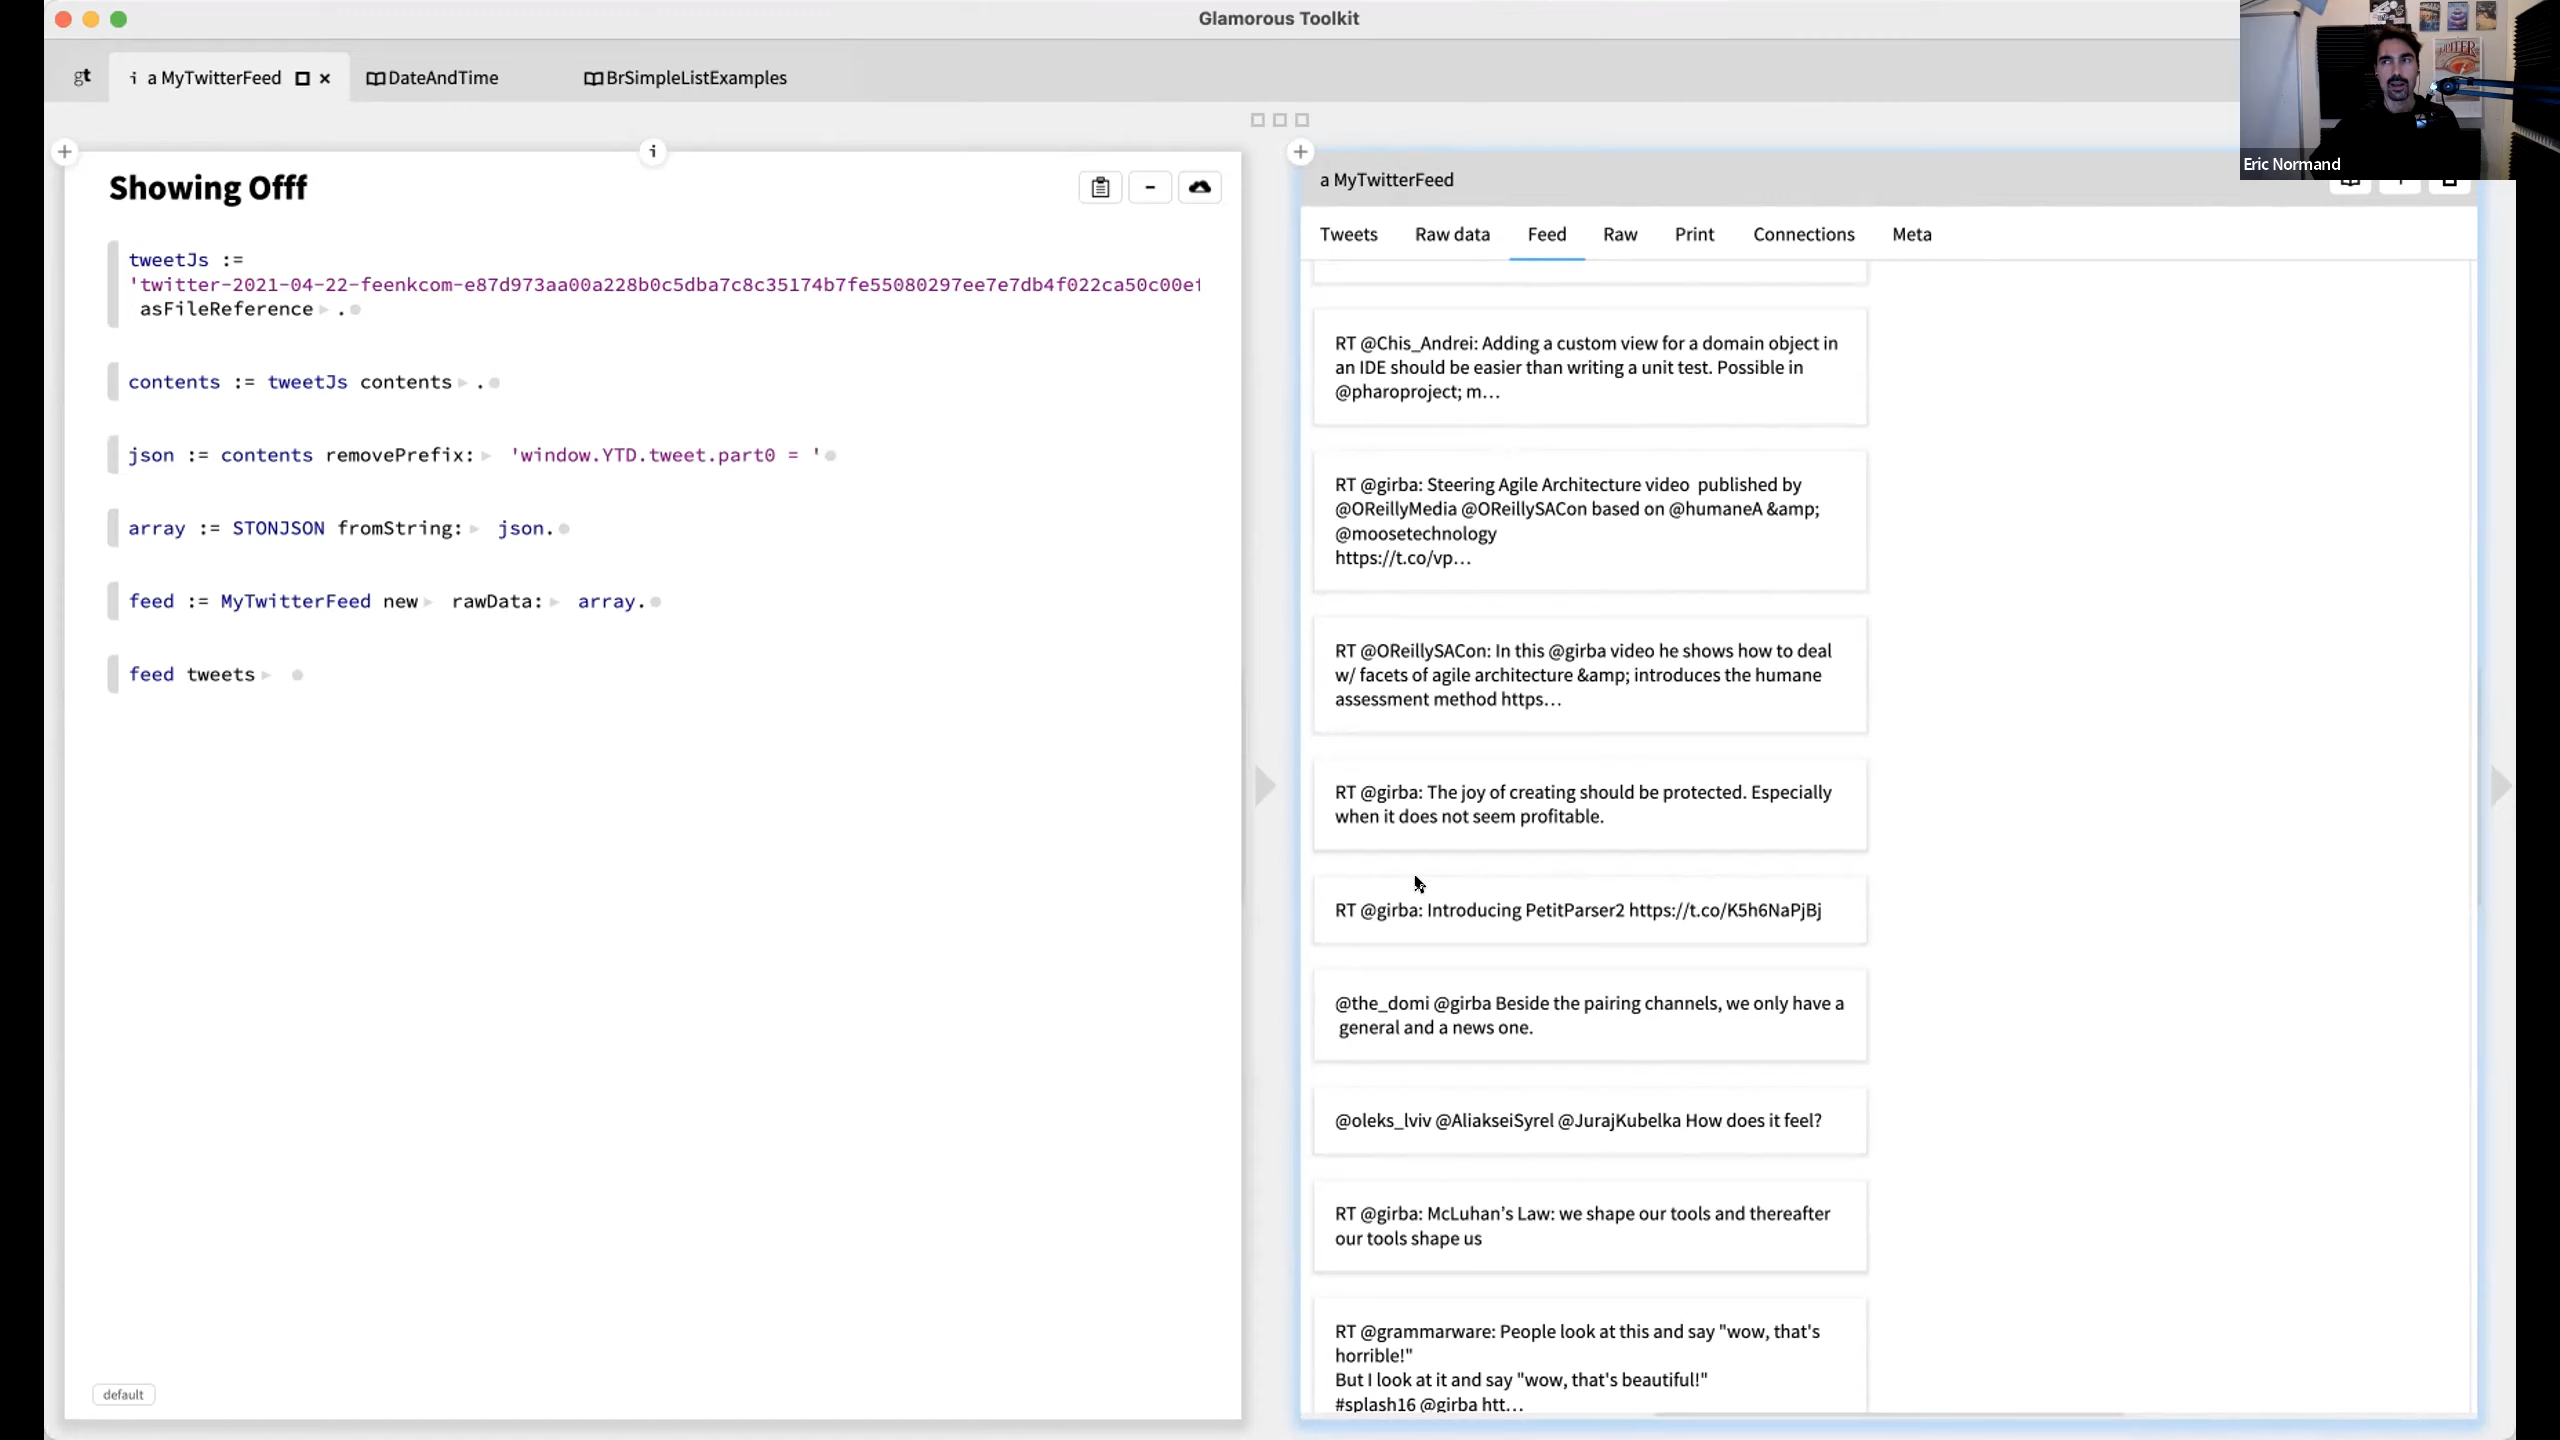 Glamorous Toolkit
gt
i a MyTwitterFeed
DateAndTime
BrSimpleListExamples
Eric Normand
i
Showing Offf
tweetJs :=
'twitter-2021-04-22-feenkcom-e87d973aa00a228b0c5dba7c8c35174b7fe55080297ee7e7db4f022ca50c00ef
asFileReference .
contents := tweetJs contents .
json := contents removePrefix: 'window.YTD.tweet.part0 = '
array := STONJSON fromString: json.
feed := MyTwitterFeed new rawData: array.
feed tweets
default
a MyTwitterFeed
Tweets Raw data Feed Raw Print Connections Meta
RT @Chis_Andrei: Adding a custom view for a domain object in
an IDE should be easier than writing a unit test. Possible in
@pharoproject; m…
RT @girba: Steering Agile Architecture video  published by
@OReillyMedia @OReillySACon based on @humaneA &amp;
@moosetechnology
https://t.co/vp…
RT @OReillySACon: In this @girba video he shows how to deal
w/ facets of agile architecture &amp; introduces the humane
assessment method https…
RT @girba: The joy of creating should be protected. Especially
when it does not seem profitable.
RT @girba: Introducing PetitParser2 https://t.co/K5h6NaPjBj
@the_domi @girba Beside the pairing channels, we only have a
general and a news one.
@oleks_lviv @AliakseiSyrel @JurajKubelka How does it feel?
RT @girba: McLuhan’s Law: we shape our tools and thereafter
our tools shape us
RT @grammarware: People look at this and say "wow, that's
horrible!"
But I look at it and say "wow, that's beautiful!"
#splash16 @girba htt…